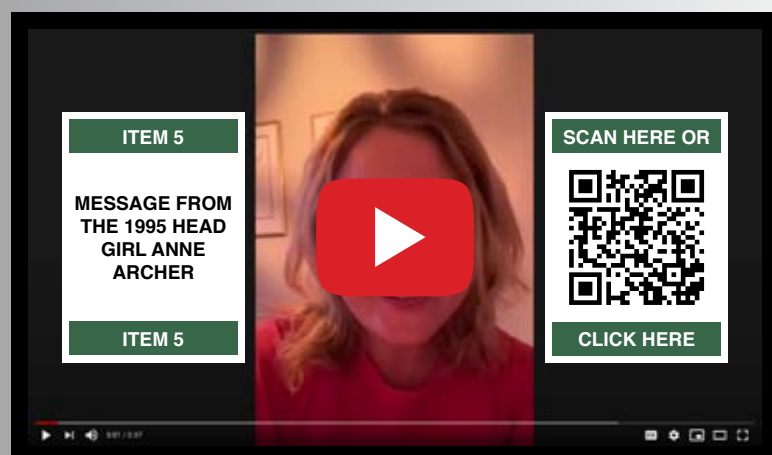 ITEM 5
MESSAGE FROM
THE 1995 HEAD
GIRL ANNE
ARCHER
ITEM 5
SCAN HERE OR
CLICK HERE